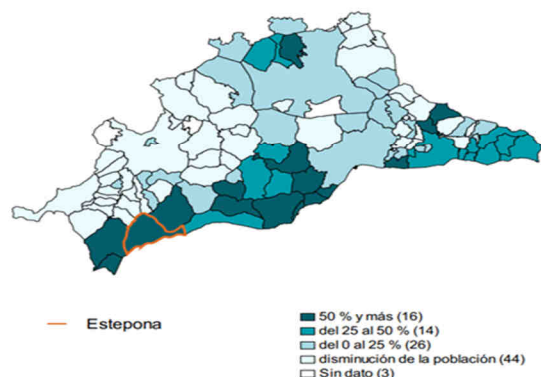 Estepona
50 % y más (16)
del 25 al 50 % (14)
del 0 al 25 % (26)
disminución de la población (44)
Sin dato (3)